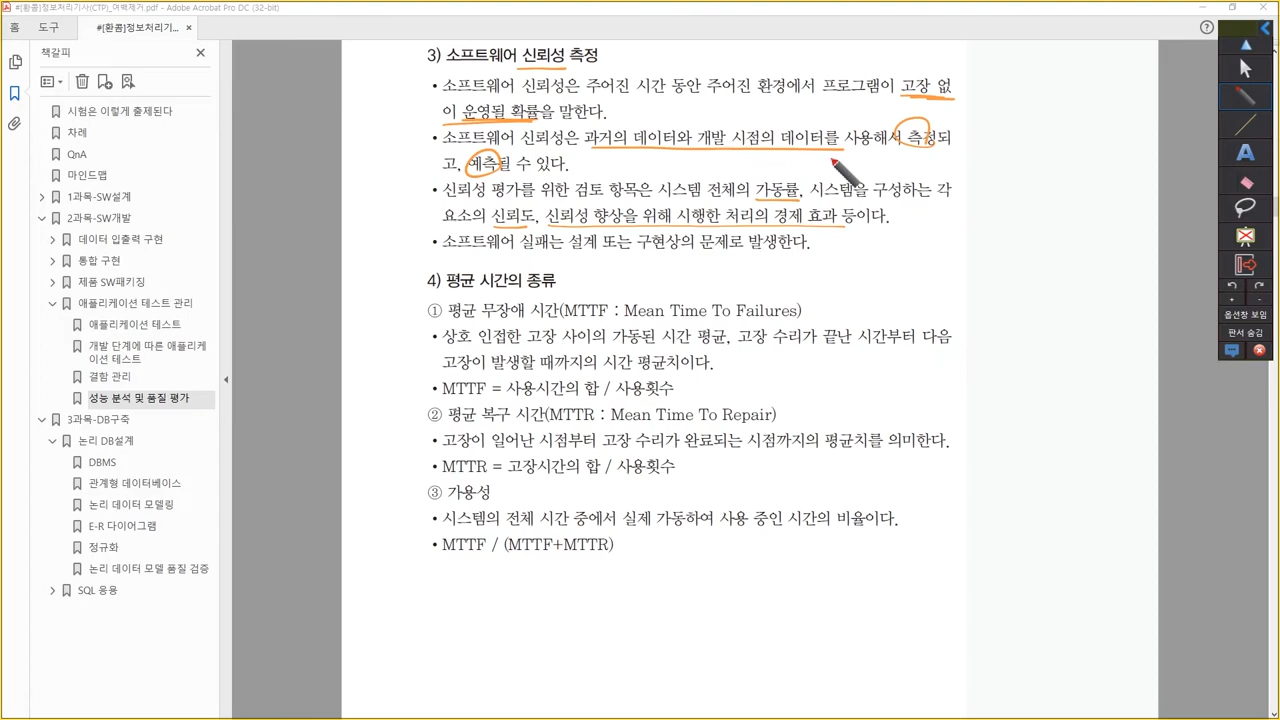 #[환콤]정보처리기사(CTP)_여백제거.pdf - Adobe Acrobat Pro DC (32-bit)
홈 도구 #[환콤]정보처리기... ×
책갈피
시험은 이렇게 출제된다
차례
QnA
마인드맵
1과목-SW설계
2과목-SW개발
데이터 입출력 구현
통합 구현
제품 SW패키징
애플리케이션 테스트 관리
애플리케이션 테스트
개발 단계에 따른 애플리케
이션 테스트
결함 관리
성능 분석 및 품질 평가
3과목-DB구축
논리 DB설계
DBMS
관계형 데이터베이스
논리 데이터 모델링
E-R 다이어그램
정규화
논리 데이터 모델 품질 검증
SQL 응용
3) 소프트웨어 신뢰성 측정
• 소프트웨어 신뢰성은 주어진 시간 동안 주어진 환경에서 프로그램이 고장 없
이 운영될 확률을 말한다.
• 소프트웨어 신뢰성은 과거의 데이터와 개발 시점의 데이터를 사용해서 측정되
고, 예측될 수 있다.
• 신뢰성 평가를 위한 검토 항목은 시스템 전체의 가동률, 시스템을 구성하는 각
요소의 신뢰도, 신뢰성 향상을 위해 시행한 처리의 경제 효과 등이다.
• 소프트웨어 실패는 설계 또는 구현상의 문제로 발생한다.
4) 평균 시간의 종류
① 평균 무장애 시간(MTTF : Mean Time To Failures)
• 상호 인접한 고장 사이의 가동된 시간 평균, 고장 수리가 끝난 시간부터 다음
고장이 발생할 때까지의 시간 평균치이다.
• MTTF = 사용시간의 합 / 사용횟수
② 평균 복구 시간(MTTR : Mean Time To Repair)
• 고장이 일어난 시점부터 고장 수리가 완료되는 시점까지의 평균치를 의미한다.
• MTTR = 고장시간의 합 / 사용횟수
③ 가용성
• 시스템의 전체 시간 중에서 실제 가동하여 사용 중인 시간의 비율이다.
• MTTF / (MTTF+MTTR)
옵션창 보임
판서 숨김